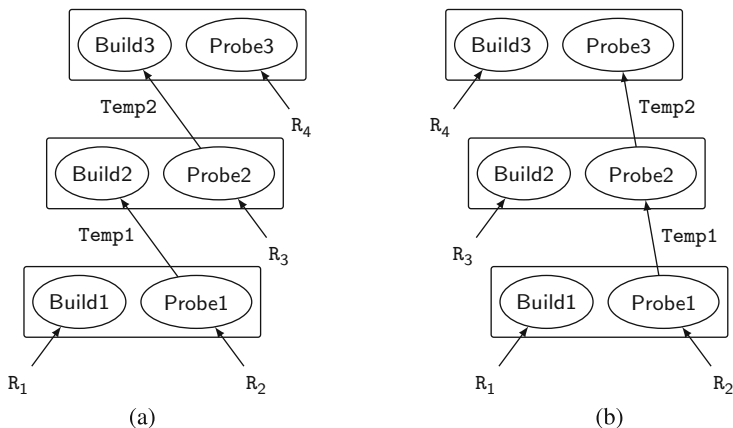 Build3 Probe3
Temp2
R4
Build2 Probe2
Temp1
R3
Build1 Probe1
R1 R2
(a)
Build3 Probe3
R4
Temp2
Build2 Probe2
R3
Temp1
Build1 Probe1
R1 R2
(b)